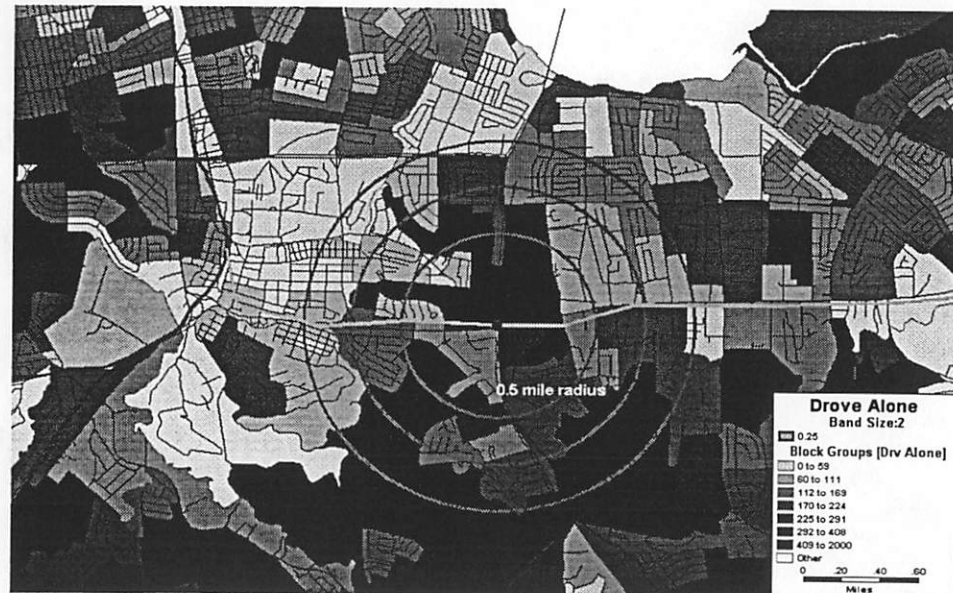 0.5 mile radius
Drove Alone
Band Size:2
0.25
Block Groups [Drv Alone]
0 to 59
60 to 111
112 to 169
170 to 224
225 to 291
292 to 408
409 to 2000
Other
0 .20 .40 .60
Miles